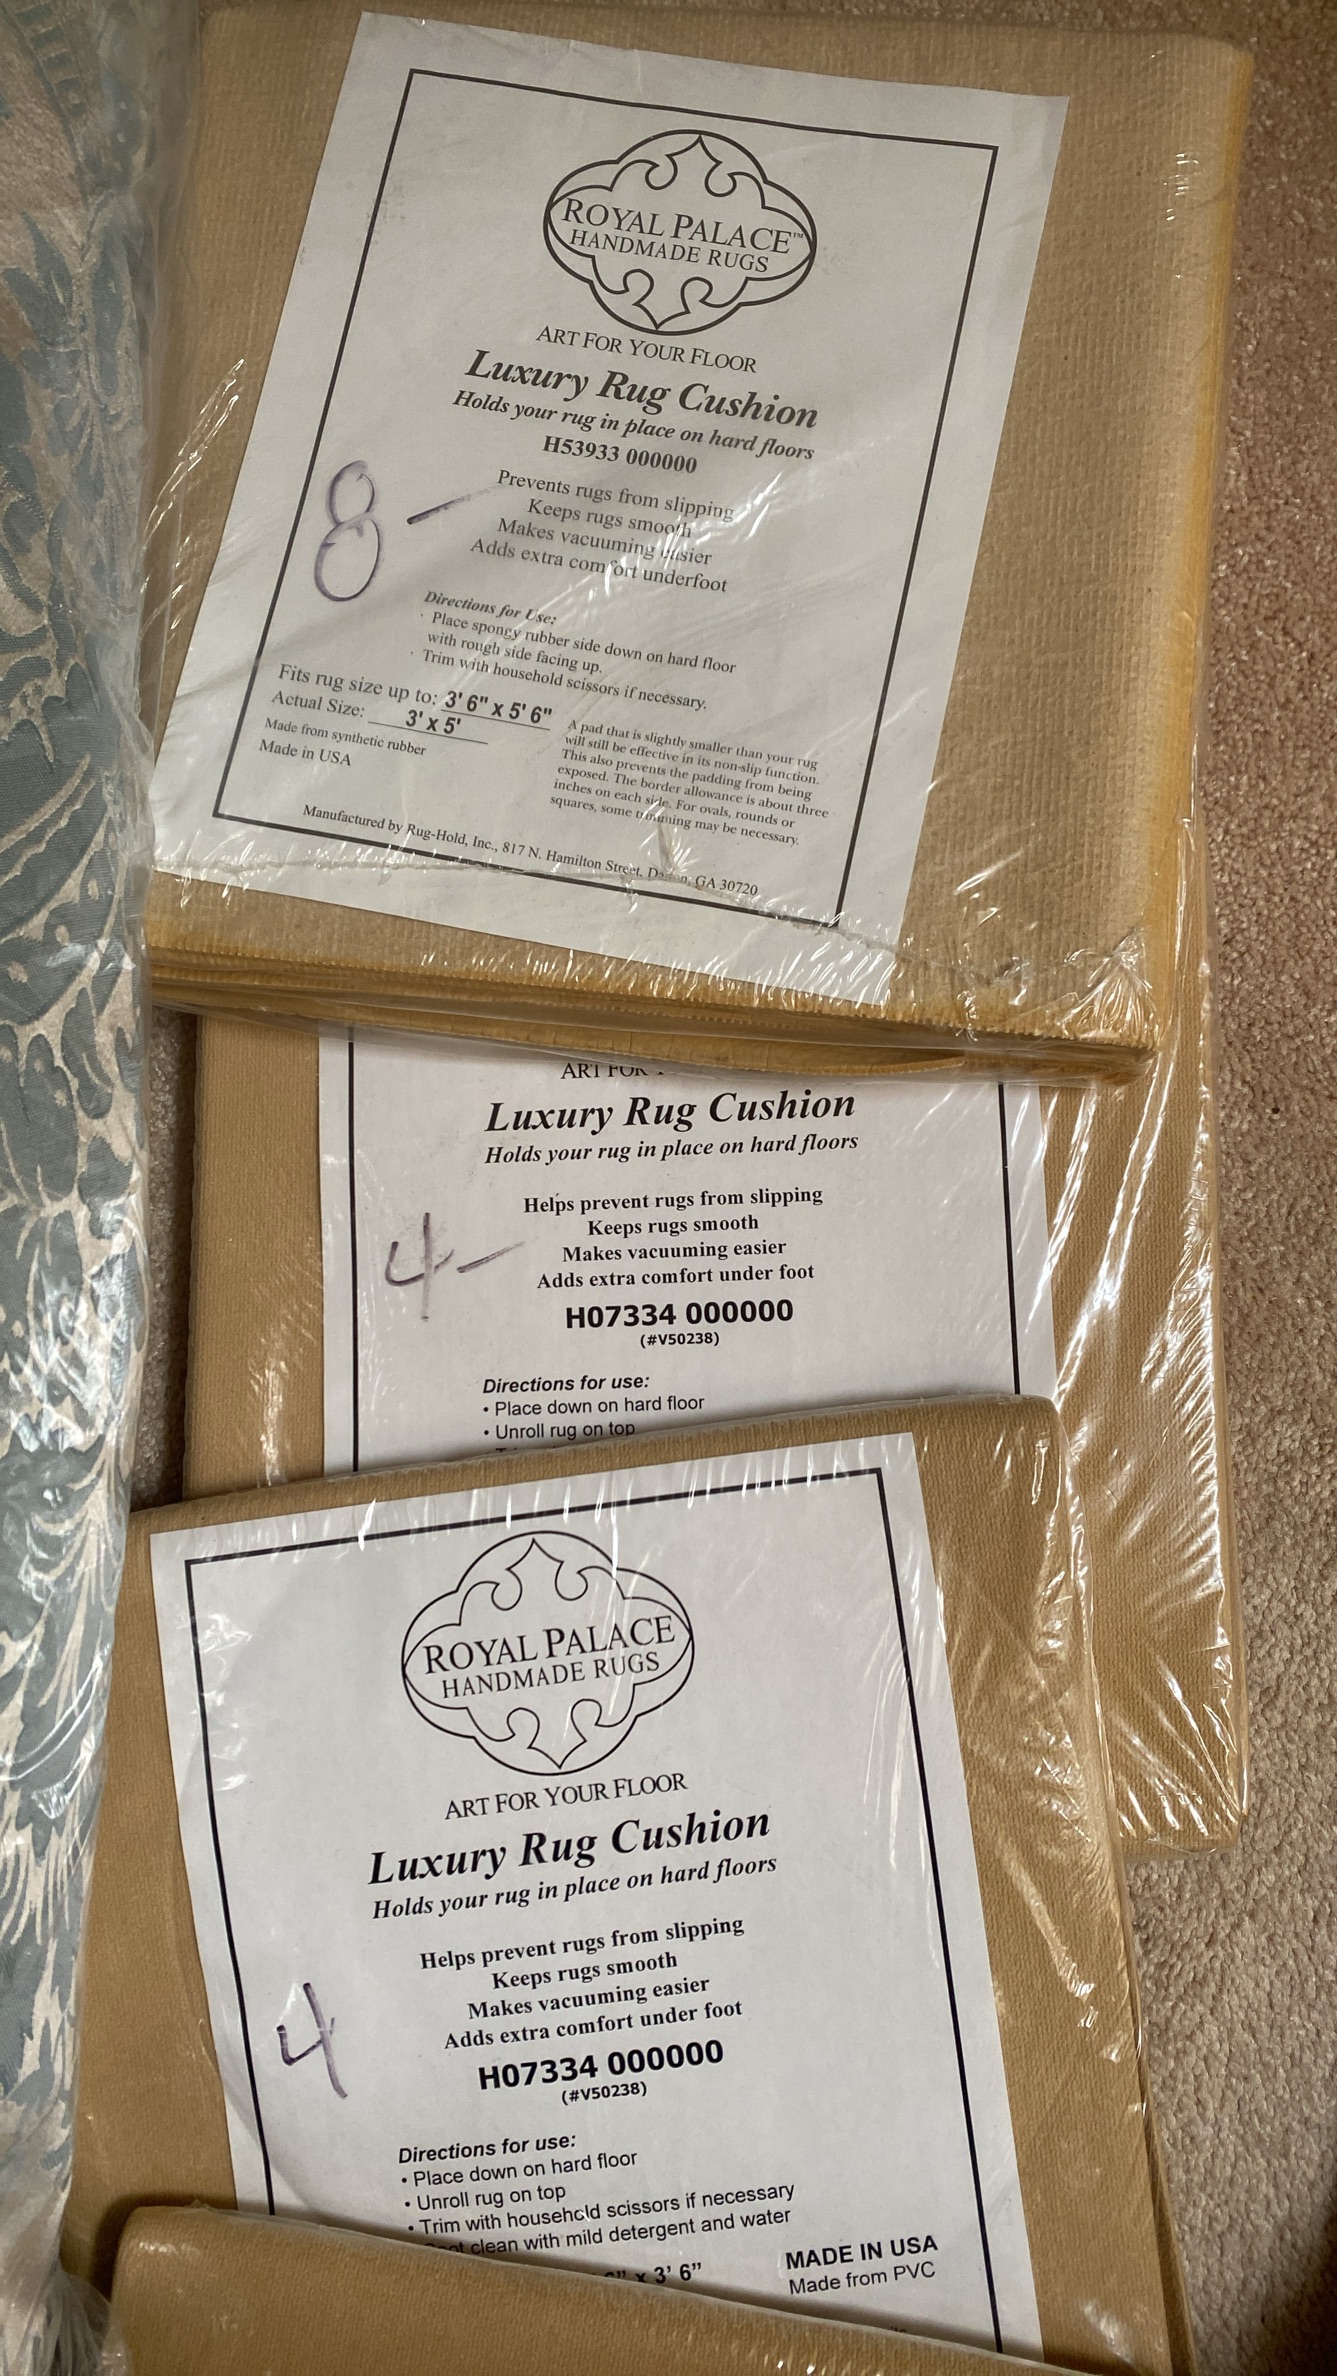 ROYAL PALACE™
HANDMADE RUGS
ART FOR YOUR FLOOR
Luxury Rug Cushion
Holds your rug in place on hard floors
H53933 000000
8 -
Prevents rugs from slipping
Keeps rugs smooth
Makes vacuuming easier
Adds extra comfort underfoot
Directions for Use:
· Place spongy rubber side down on hard floor
with rough side facing up.
· Trim with household scissors if necessary.
Fits rug size up to: 3' 6" x 5' 6"
Actual Size: 3' x 5'
Made from synthetic rubber
Made in USA
A pad that is slightly smaller than your rug
will still be effective in its non-slip function.
This also prevents the padding from being
exposed. The border allowance is about three
inches on each side. For ovals, rounds or
squares, some trimming may be necessary.
Manufactured by Rug-Hold, Inc., 817 N. Hamilton Street, Dalton, GA 30720
ART FOR
Luxury Rug Cushion
Holds your rug in place on hard floors
Helps prevent rugs from slipping
Keeps rugs smooth
4 -
Makes vacuuming easier
Adds extra comfort under foot
H07334 000000
(#V50238)
Directions for use:
• Place down on hard floor
• Unroll rug on top
ROYAL PALACE
HANDMADE RUGS
ART FOR YOUR FLOOR
Luxury Rug Cushion
Holds your rug in place on hard floors
Helps prevent rugs from slipping
Keeps rugs smooth
Makes vacuuming easier
Adds extra comfort under foot
4
H07334 000000
(#V50238)
Directions for use:
• Place down on hard floor
• Unroll rug on top
• Trim with household scissors if necessary
clean with mild detergent and water
x 3' 6”
MADE IN USA
Made from PVC